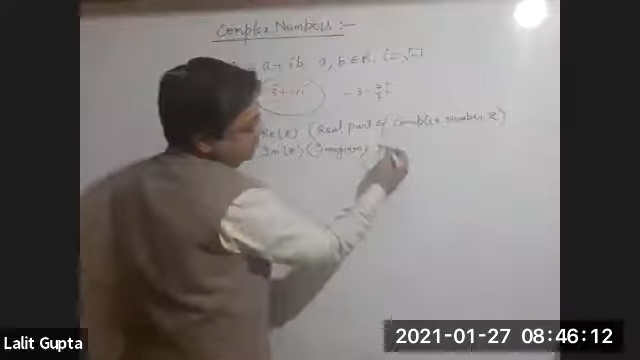 Complex Numbers :-
= a + ib a, b ∈ R, i = √-1
3 +
Re(z) (Real part of complex number z)
Im(z) (Imaginary
Lalit Gupta
2021-01-27 08:46:12